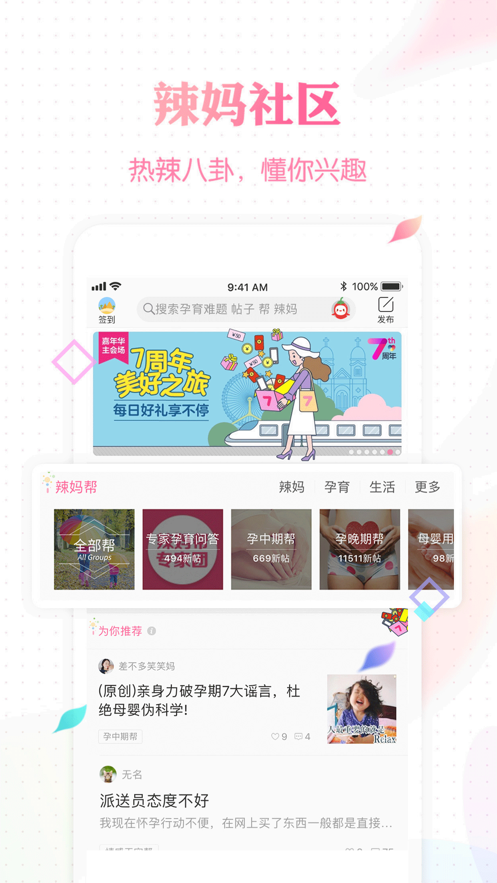 辣妈社区
热辣八卦，懂你兴趣
9:41 AM
100%
签到
搜索孕育难题 帖子 帮 辣妈
发布
嘉年华
主会场
7周年
美好之旅
每日好礼享不停
7th
周年
辣妈帮
辣妈
孕育
生活
更多
全部帮
All Groups
专家孕育问答
494新帖
孕中期帮
669新帖
孕晚期帮
11511新帖
母婴用
98新
为你推荐
差不多笑笑妈
(原创)亲身力破孕期7大谣言，杜
绝母婴伪科学!
孕中期帮
9
4
人生主要的就是
Relax
无名
派送员态度不好
我现在怀孕行动不便，在网上买了东西一般都是直接...